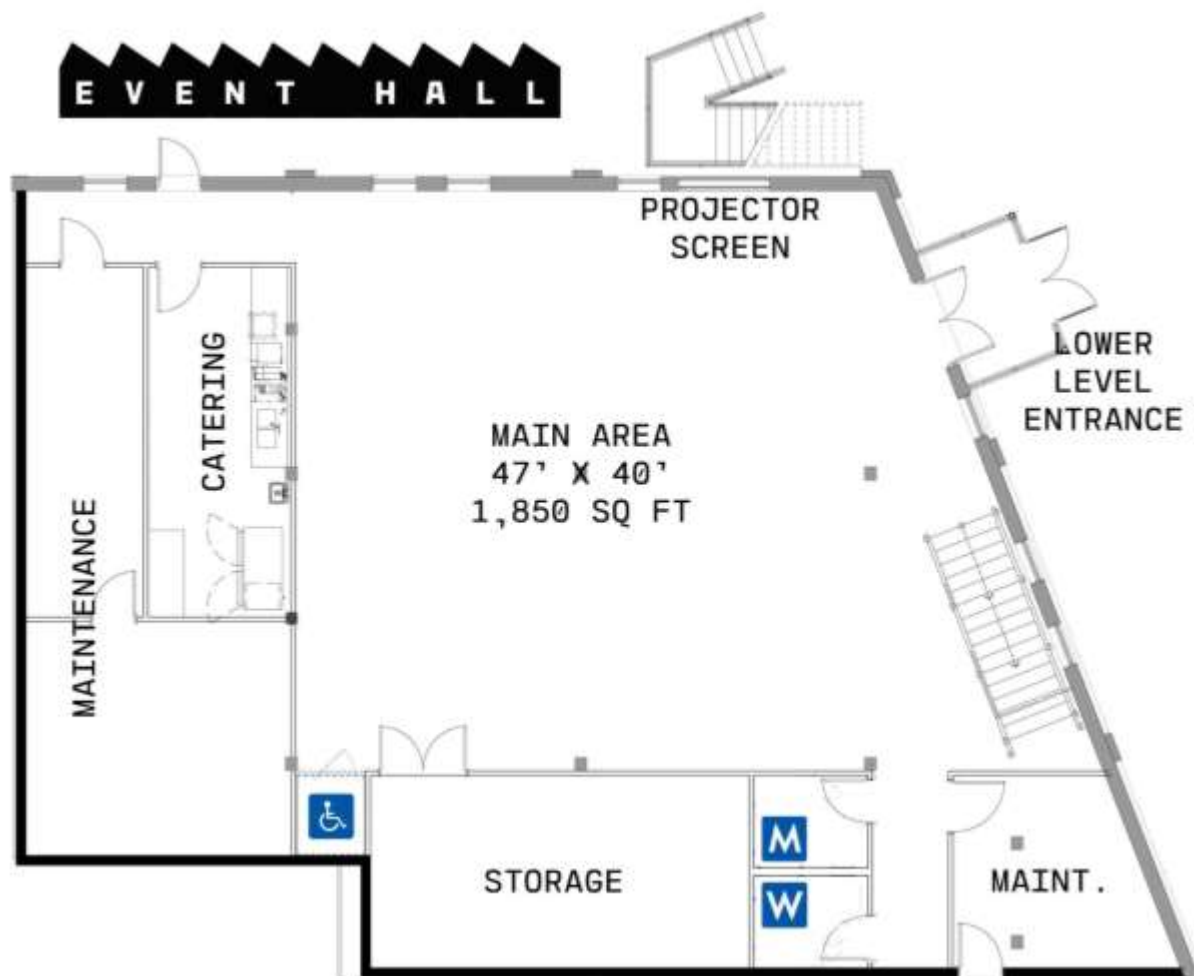 EVENT HALL
PROJECTOR
SCREEN
LOWER
LEVEL
ENTRANCE
CATERING
MAIN AREA
47' X 40'
1,850 SQ FT
MAINTENANCE
M
STORAGE
W
MAINT.